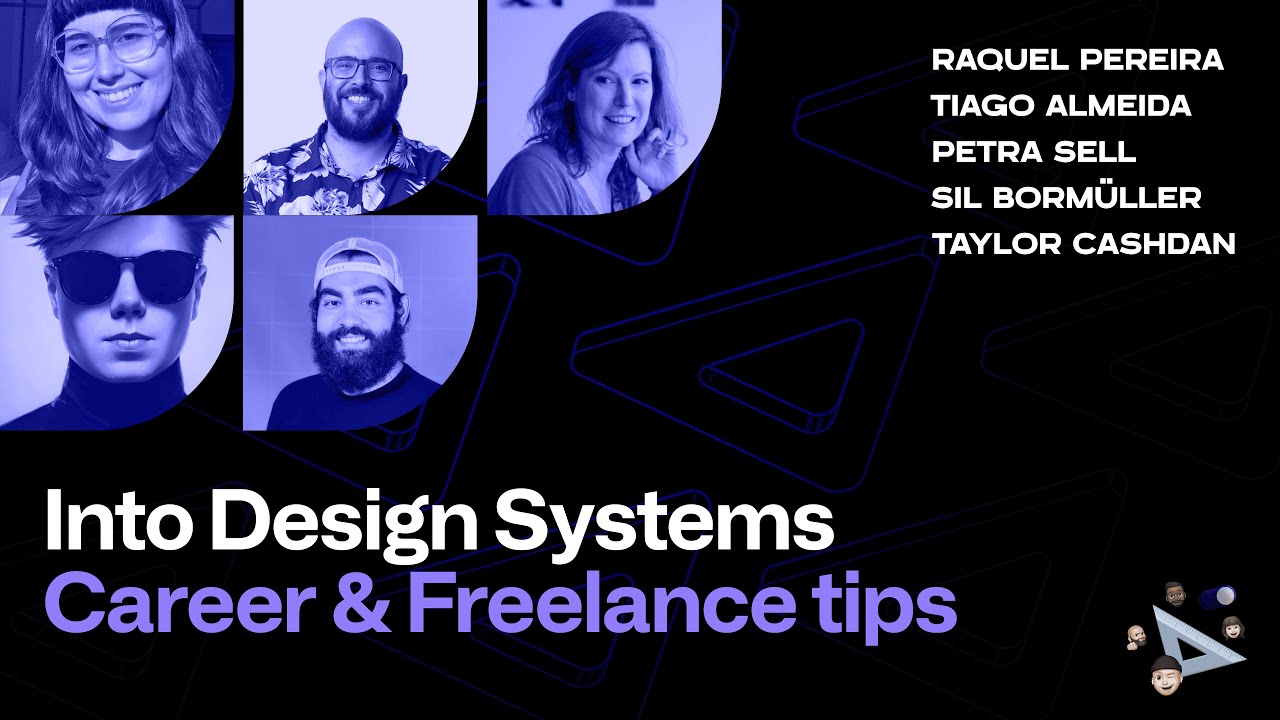 RAQUEL PEREIRA
TIAGO ALMEIDA
PETRA SELL
SIL BORMÜLLER
TAYLOR CASHDAN
Into Design Systems
Career & Freelance tips